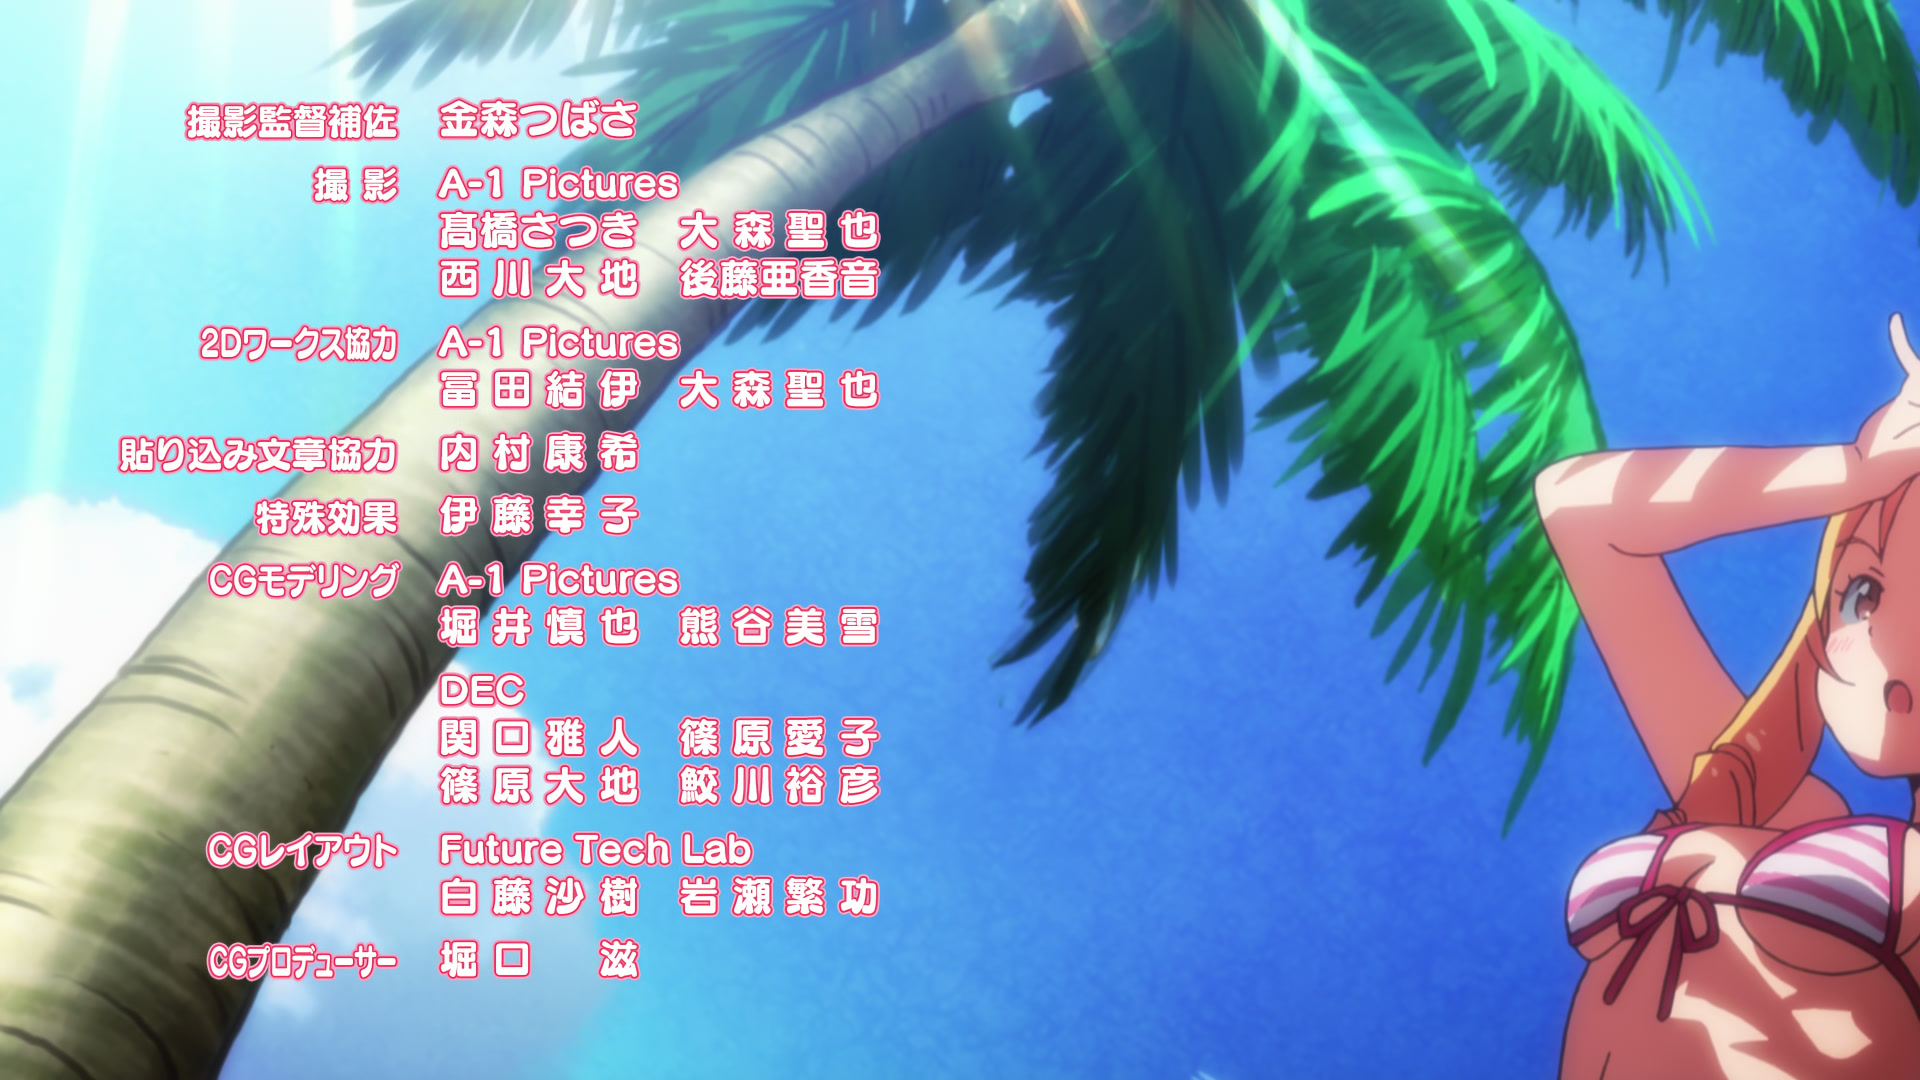 撮影監督補佐 金森つばさ
撮影 A-1 Pictures
髙橋さつき 大森聖也
西川大地 後藤亜香音
2Dワークス協力 A-1 Pictures
冨田結伊 大森聖也
貼り込み文章協力 内村康希
特殊効果 伊藤幸子
CGモデリング A-1 Pictures
堀井慎也 熊谷美雪
DEC
関口雅人 篠原愛子
篠原大地 鮫川裕彦
CGレイアウト Future Tech Lab
白藤沙樹 岩瀬繁功
CGプロデューサー 堀口 滋